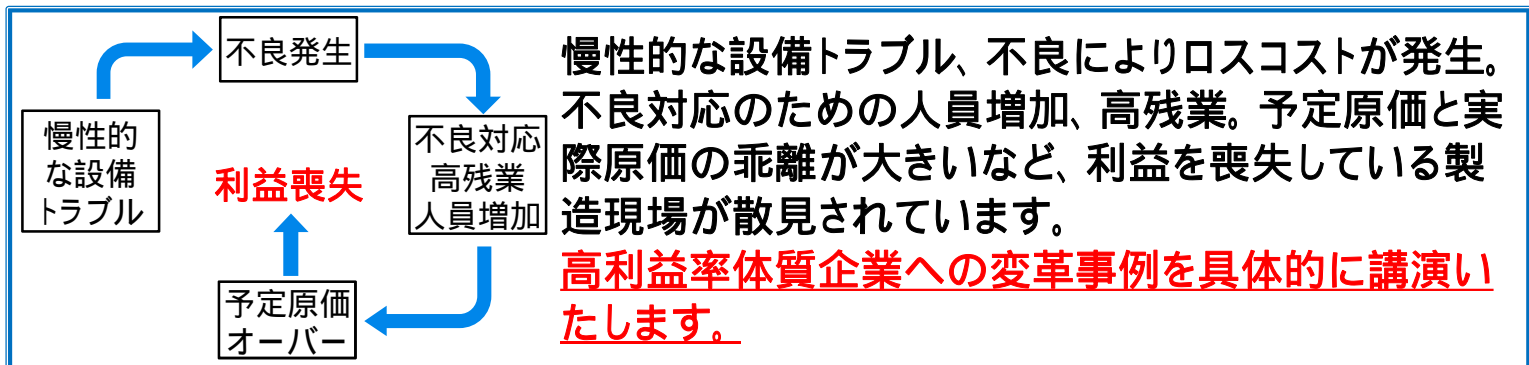 不良発生
慢性的
な設備
トラブル
不良対応
高残業
人員増加
利益喪失
予定原価
オーバー
慢性的な設備トラブル、不良によりロスコストが発生。
不良対応のための人員増加、高残業。予定原価と実
際原価の乖離が大きいなど、利益を喪失している製
造現場が散見されています。
高利益率体質企業への変革事例を具体的に講演い
たします。